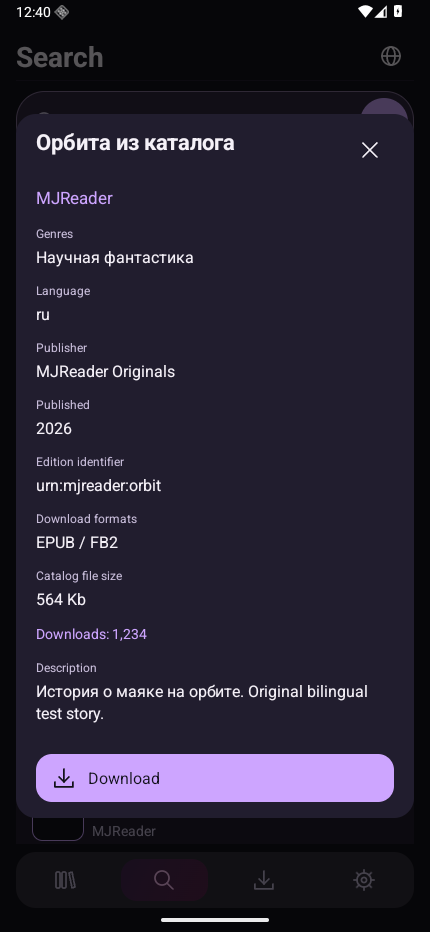 12:40
Search
Орбита из каталога
MJReader
Genres
Научная фантастика
Language
ru
Publisher
MJReader Originals
Published
2026
Edition identifier
urn:mjreader:orbit
Download formats
EPUB / FB2
Catalog file size
564 Kb
Downloads: 1,234
Description
История о маяке на орбите. Original bilingual
test story.
Download
MJReader